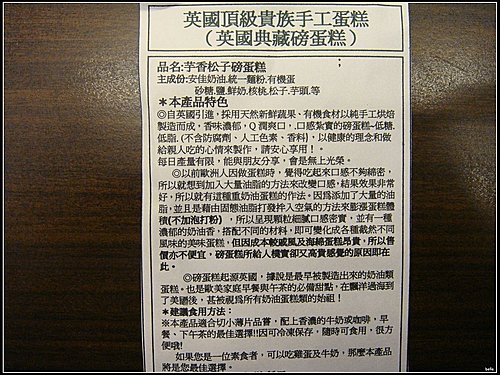 英國頂級貴族手工蛋糕
（英國典藏磅蛋糕）
品名:芋香松子磅蛋糕
主成份:安佳奶油.統一麵粉.有機蛋
砂糖.鹽.鮮奶.核桃.松子.芋頭.等
＊本產品特色
◎自英國引進，採用天然新鮮蔬果、有機食材以純手工烘焙
製造而成，香味濃郁，Q潤爽口，.口感紮實的磅蛋糕~低糖.
低脂.(不含防腐劑、人工色素、香料)，以健康的理念和做
給親人吃的心情來製作，請安心享用！。
每日產量有限，能與朋友分享，會是無上光榮。
◎以前歐洲人因做蛋糕時，覺得吃起來口感不夠綿密，
所以就想到加入大量油脂的方法來改變口感，結果效果非常
好，所以就有這種重奶油蛋糕的作法。因為添加了大量的油
脂，並且是藉由固態油脂打發拌入空氣的方法來膨漲蛋糕體
積(不加泡打粉)，所以呈現顆粒細膩口感密實，並有一種
濃郁的奶油香，搭配不同的材料，即可變化成各種截然不同
風味的美味蛋糕，但因成本較戚風及海綿蛋糕昂貴，所以售
價亦不便宜，磅蛋糕所給人樸實卻又高貴感覺的原因即在
此。
◎磅蛋糕起源英國，據說是最早被製造出來的奶油類
蛋糕。也是歐美家庭早餐與午茶的必備甜點，在飄洋過海到
了美國後，甚被視為所有奶油蛋糕類的始祖！
＊建議食用方法：
※本產品適合切小薄片品嘗，配上香濃的牛奶或咖啡，早
餐、下午茶的最佳選擇!!因可冷凍保存，隨時可食用，很方
便哦!
如果您是一位素食者，可以吃雞蛋及牛奶，那麼本產品
將是您最佳選擇。